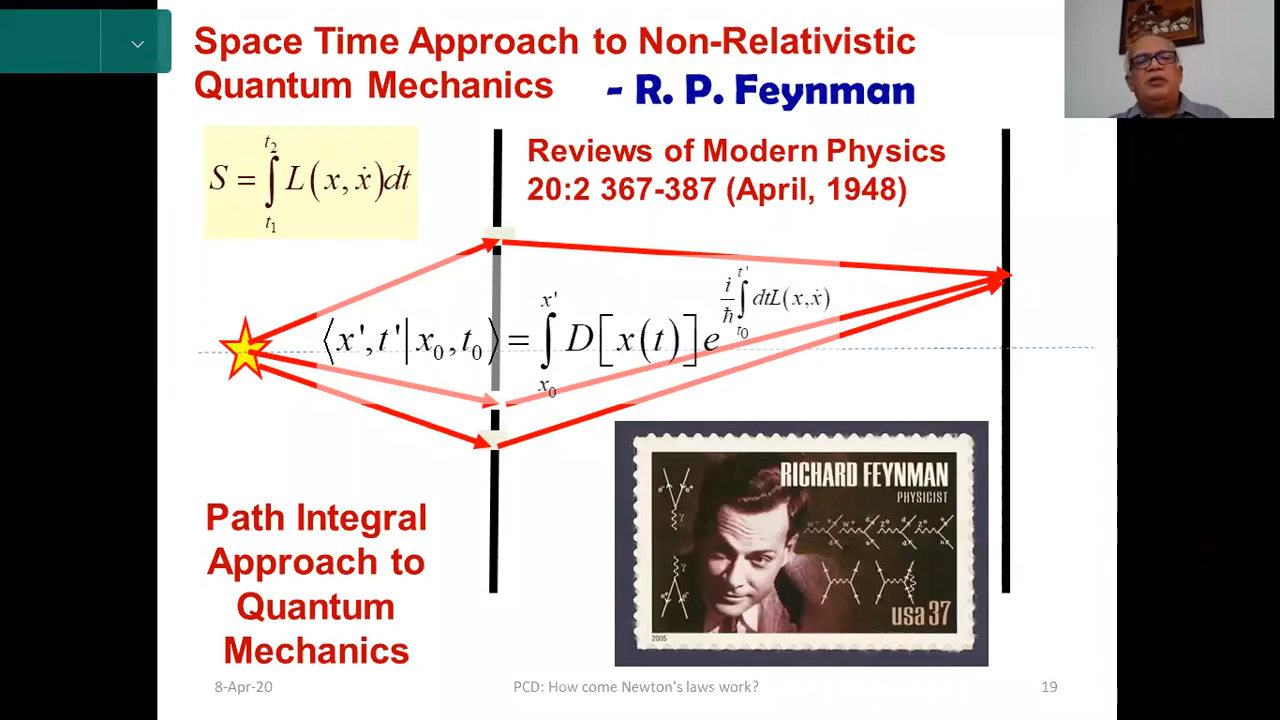 Space Time Approach to Non-Relativistic
Quantum Mechanics - R. P. Feynman
S = ∫_{t₁}^{t₂} L(x, ẋ)dt
Reviews of Modern Physics
20:2 367-387 (April, 1948)
⟨x', t'| x₀, t₀⟩ = ∫_{x₀}^{x'} D[x(t)] e^{(i/ħ) ∫_{t₀}^{t'} dtL(x,ẋ)}
RICHARD FEYNMAN
PHYSICIST
usa 37
2005
Path Integral
Approach to
Quantum
Mechanics
8-Apr-20
PCD: How come Newton's laws work?
19